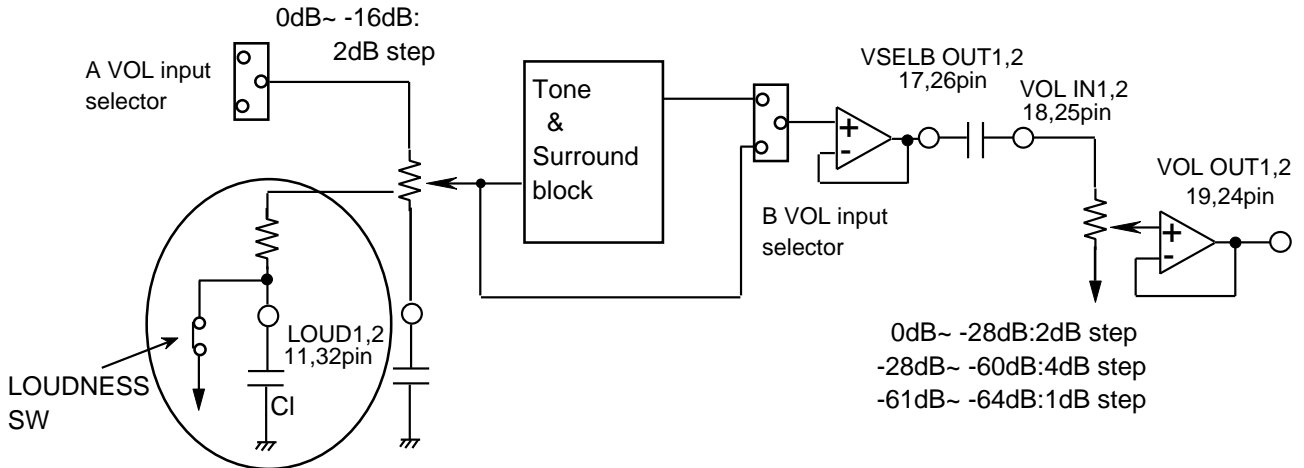 0dB~ -16dB:
2dB step
A VOL input
selector
Tone
&
Surround
block
VSELB OUT1,2
17,26pin
VOL IN1,2
18,25pin
VOL OUT1,2
19,24pin
+
-
+
-
B VOL input
selector
LOUD1,2
11,32pin
LOUDNESS
SW
Cl
0dB~ -28dB:2dB step
-28dB~ -60dB:4dB step
-61dB~ -64dB:1dB step